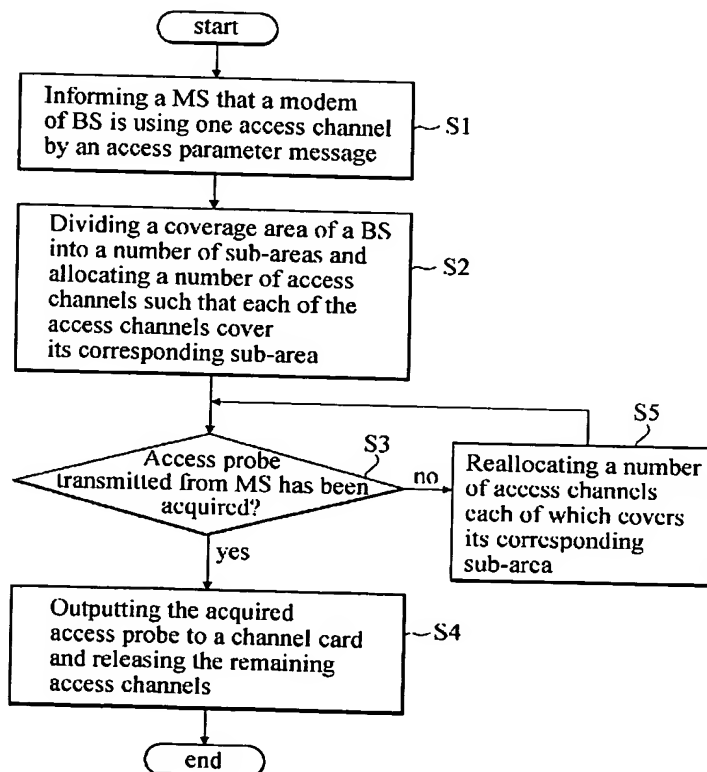 start
Informing a MS that a modem
of BS is using one access channel
by an access parameter message
S1
Dividing a coverage area of a BS
into a number of sub-areas and
allocating a number of access
channels such that each of the
access channels cover
its corresponding sub-area
S2
S3
Access probe
transmitted from MS has been
acquired?
no
yes
S5
Reallocating a number
of access channels
each of which covers
its corresponding
sub-area
Outputting the acquired
access probe to a channel card
and releasing the remaining
access channels
S4
end